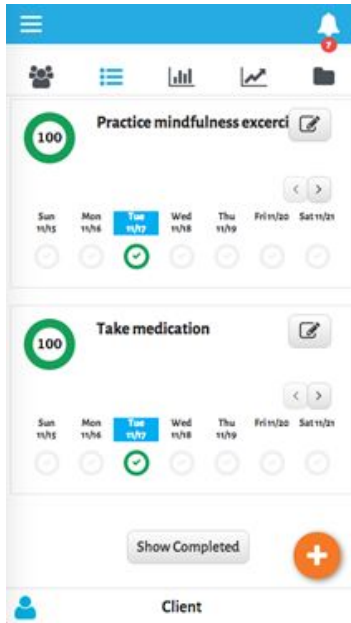 7
100
Practice mindfulness excerci
< >
Sun Mon Tue Wed Thu Fri 11/20 Sat 11/21
11/15 11/16 11/17 11/18 11/19
100
Take medication
< >
Sun Mon Tue Wed Thu Fri 11/20 Sat 11/21
11/15 11/16 11/17 11/18 11/19
Show Completed
+
Client